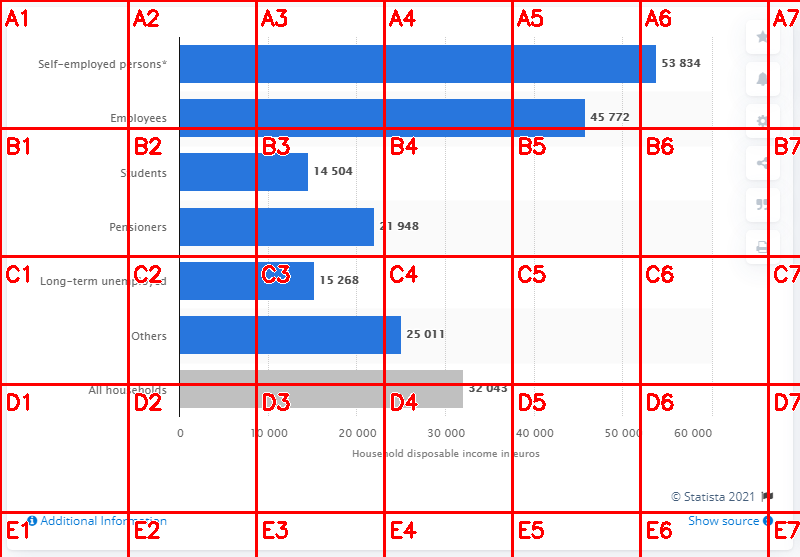 A1 A2 A3 A4 A5 A6 A7
Self-employed persons* 53 834
Employees 45 772
B1 B2 B3 B4 B5 B6 B7
Students 14 504
Pensioners 21 948
C1 C2 C3 C4 C5 C6 C7
Long-term unemployed 15 268
Others 25 011
All households 32 043
D1 D2 D3 D4 D5 D6 D7
0 10 000 20 000 30 000 40 000 50 000 60 000
Household disposable income in euros
© Statista 2021
Additional Information Show source
E1 E2 E3 E4 E5 E6 E7